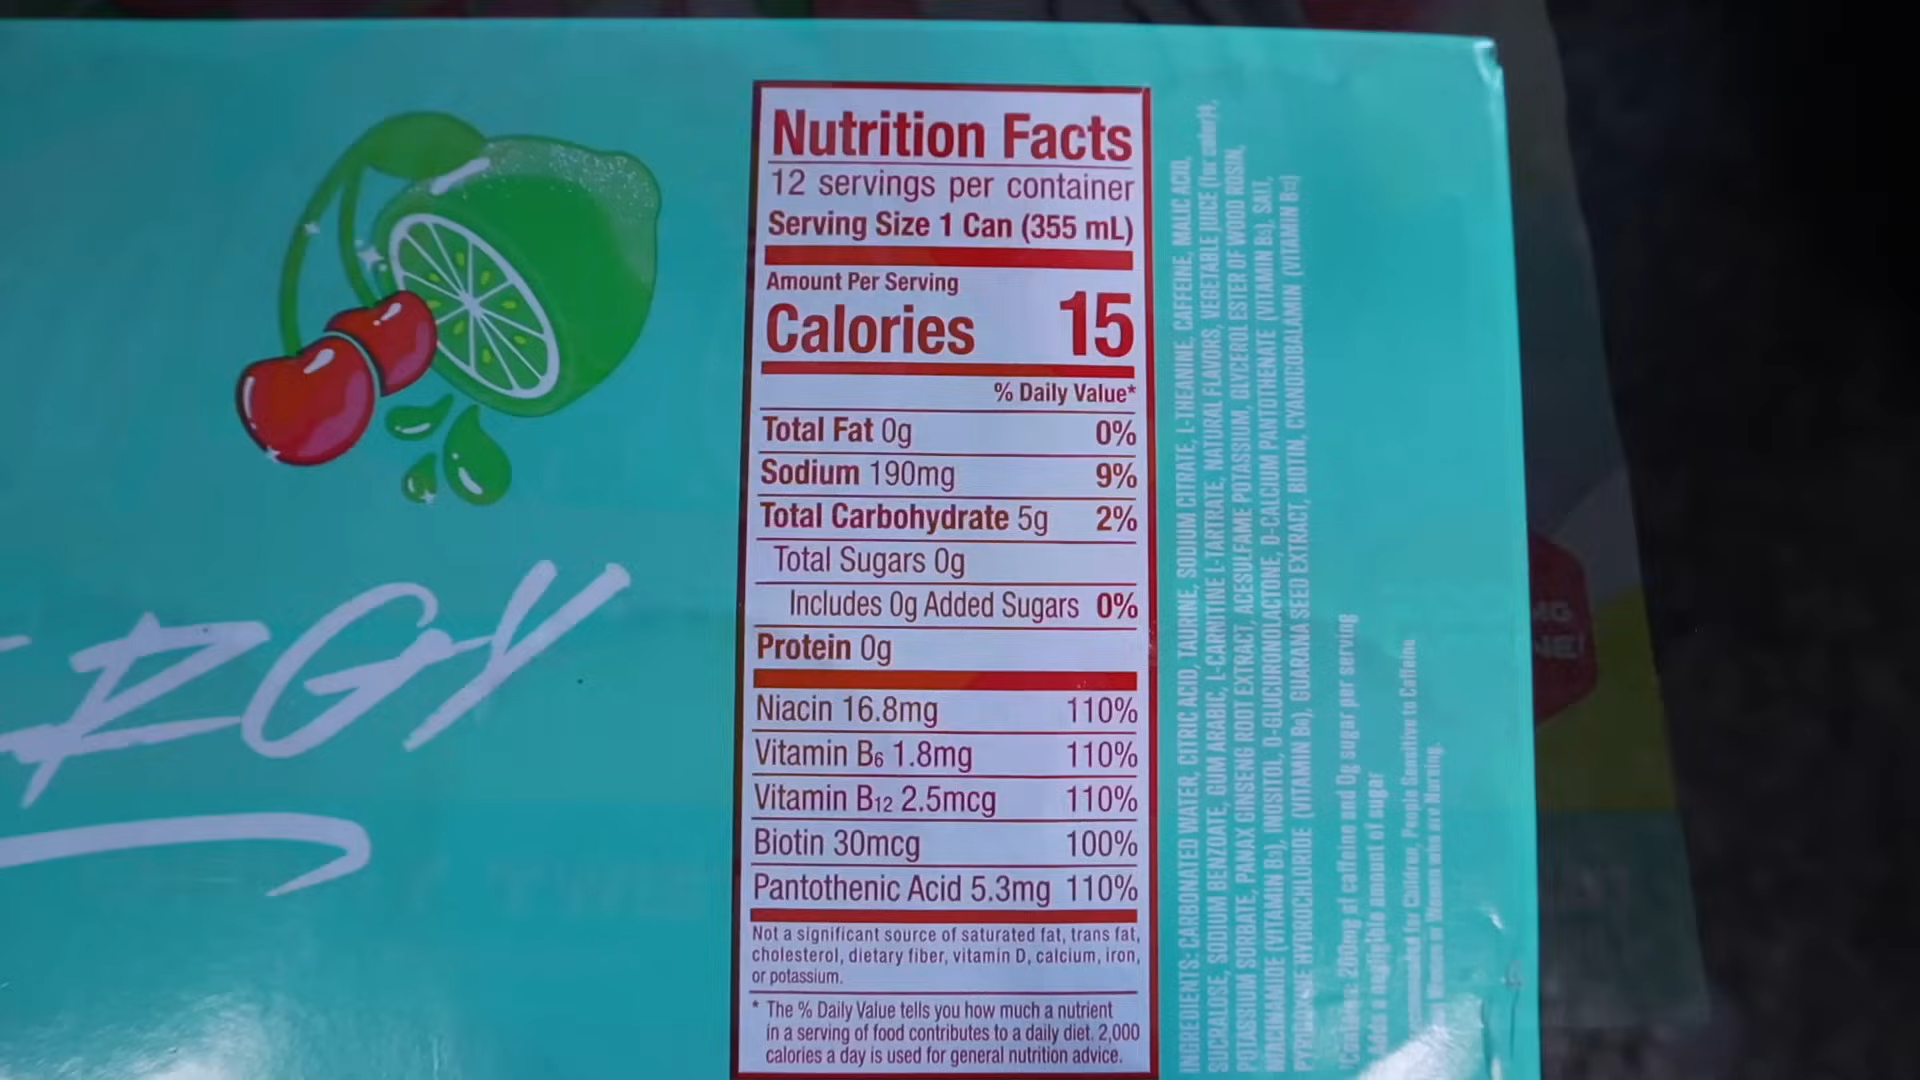 ERGY
Nutrition Facts
12 servings per container
Serving Size 1 Can (355 mL)
Amount Per Serving
Calories 15
% Daily Value*
Total Fat 0g 0%
Sodium 190mg 9%
Total Carbohydrate 5g 2%
Total Sugars 0g
Includes 0g Added Sugars 0%
Protein 0g
Niacin 16.8mg 110%
Vitamin B6 1.8mg 110%
Vitamin B12 2.5mcg 110%
Biotin 30mcg 100%
Pantothenic Acid 5.3mg 110%
Not a significant source of saturated fat, trans fat,
cholesterol, dietary fiber, vitamin D, calcium, iron,
or potassium.
* The % Daily Value tells you how much a nutrient
in a serving of food contributes to a daily diet. 2,000
calories a day is used for general nutrition advice.
INGREDIENTS: CARBONATED WATER, CITRIC ACID, TAURINE, SODIUM CITRATE, L-THEANINE, CAFFEINE, MALIC ACID,
SUCRALOSE, SODIUM BENZOATE, GUM ARABIC, L-CARNITINE L-TARTRATE, NATURAL FLAVORS, VEGETABLE JUICE (for color)
POTASSIUM SORBATE, PANAX GINSENG ROOT EXTRACT, ACESULFAME POTASSIUM, GLYCEROL ESTER OF WOOD ROSIN,
NIACINAMIDE (VITAMIN B3), INOSITOL, D-GLUCURONLACTONE, D-CALCIUM PANTOTHENATE (VITAMIN B5), SALT,
HYDROCHLORIDE (VITAMIN B6), GUARANA SEED EXTRACT, BIOTIN, CYANOCOBALAMIN (VITAMIN B12)
200mg of caffeine and 0g sugar per serving
amount of sugar
for Children, People Sensitive to Caffeine
or Women who are Nursing.